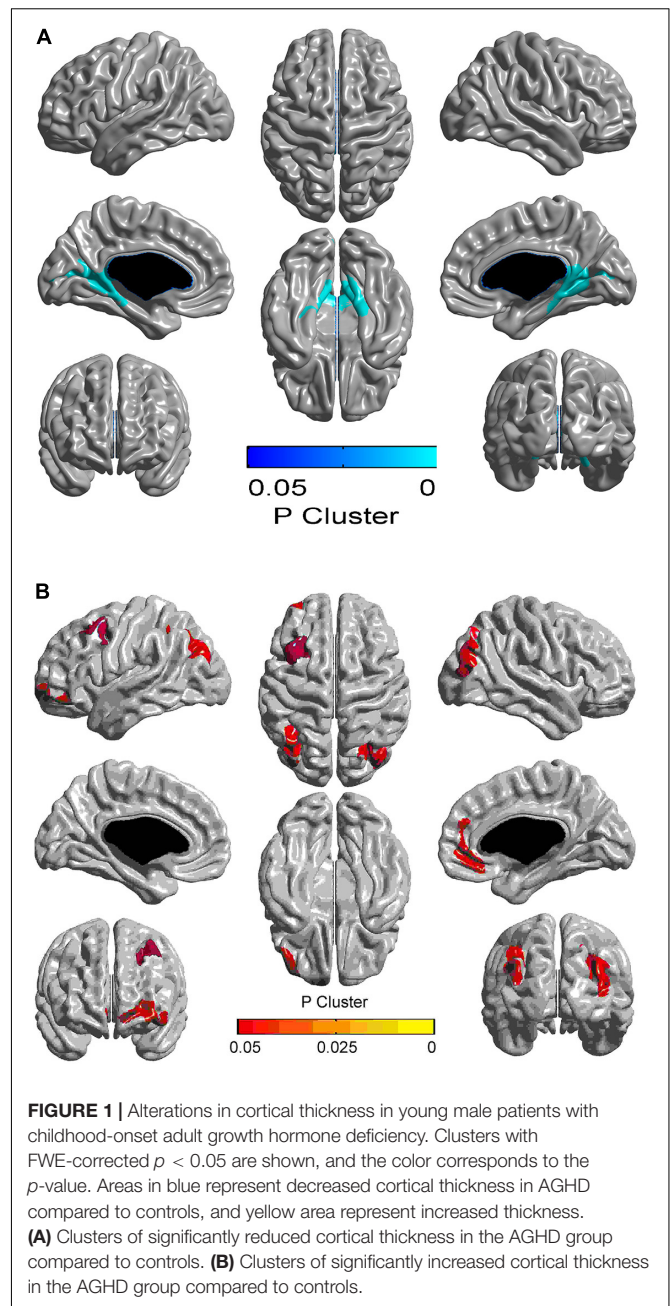 A
0.05 0
P Cluster
B
P Cluster
0.05 0.025 0
FIGURE 1 | Alterations in cortical thickness in young male patients with
childhood-onset adult growth hormone deficiency. Clusters with
FWE-corrected p < 0.05 are shown, and the color corresponds to the
p-value. Areas in blue represent decreased cortical thickness in AGHD
compared to controls, and yellow area represent increased thickness.
(A) Clusters of significantly reduced cortical thickness in the AGHD group
compared to controls. (B) Clusters of significantly increased cortical thickness
in the AGHD group compared to controls.